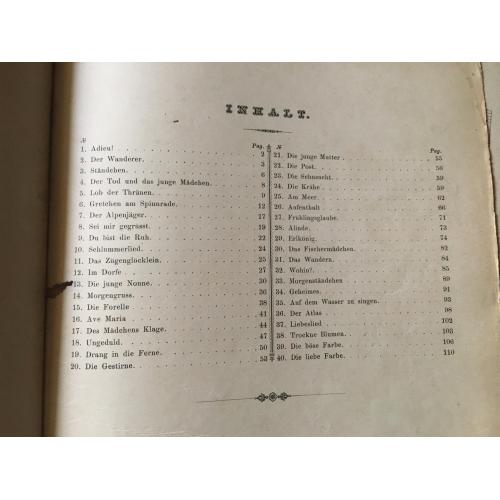 INHALT.
№ Pag.
1. Adieu! 2
2. Der Wanderer. 3
3. Ständchen. 6
4. Der Tod und das junge Mädchen. 8
5. Lob der Thränen. 9
6. Gretchen am Spinnrade. 12
7. Der Alpenjäger. 17
8. Sei mir gegrüsst. 19
9. Du bist die Ruh. 22
10. Schlummerlied. 24
11. Das Zügenglöcklein. 25
12. Im Dorfe. 27
13. Die junge Nonne. 30
14. Morgengruss. 36
15. Die Forelle. 38
16. Ave Maria 41
17. Des Mädchens Klage. 44
18. Ungeduld. 47
19. Drang in die Ferne. 50
20. Die Gestirne. 53
№ Pag.
21. Die junge Mutter. 55
22. Die Post. 56
23. Die Sehnsucht. 59
24. Die Krähe. 59
25. Am Meer. 62
26. Aufenthalt 66
27. Frühlingsglaube. 71
28. Alinde. 73
29. Erlkönig. 74
30. Das Fischermädchen. 82
31. Das Wandern. 84
32. Wohin?. 85
33. Morgenständchen 89
34. Geheimes. 91
35. Auf dem Wasser zu singen. 93
36. Der Atlas 98
37. Liebeslied 102
38. Trockne Blumen. 103
39. Die böse Farbe. 106
40. Die liebe Farbe. 110